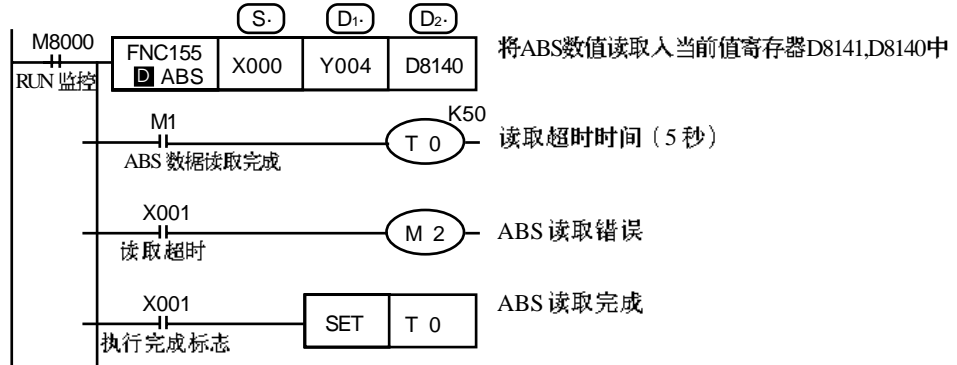 S· D1· D2·
M8000 FNC155 D ABS X000 Y004 D8140 将ABS数值读取入当前值寄存器D8141,D8140中
RUN 监控
M1 T 0 K50 读取超时时间（5 秒）
ABS 数据读取完成
X001 M 2 ABS 读取错误
读取超时
X001 SET T 0 ABS 读取完成
执行完成标志